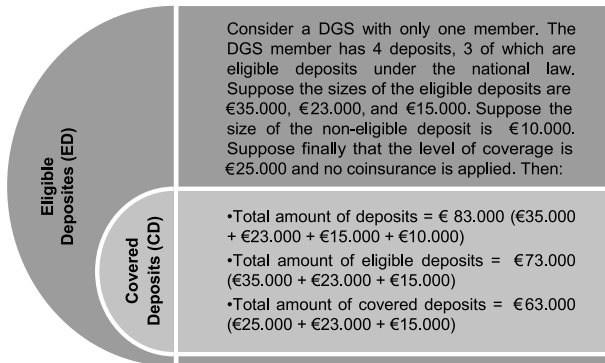 Consider a DGS with only one member. The
DGS member has 4 deposits, 3 of which are
eligible deposits under the national law.
Suppose the sizes of the eligible deposits are
€35.000, €23.000, and €15.000. Suppose the
size of the non-eligible deposit is €10.000.
Suppose finally that the level of coverage is
€25.000 and no coinsurance is applied. Then:
Eligible
Deposites (ED)
Covered
Deposits (CD)
•Total amount of deposits = € 83.000 (€35.000
+ €23.000 + €15.000 + €10.000)
•Total amount of eligible deposits = €73.000
(€35.000 + €23.000 + €15.000)
•Total amount of covered deposits = €63.000
(€25.000 + €23.000 + €15.000)